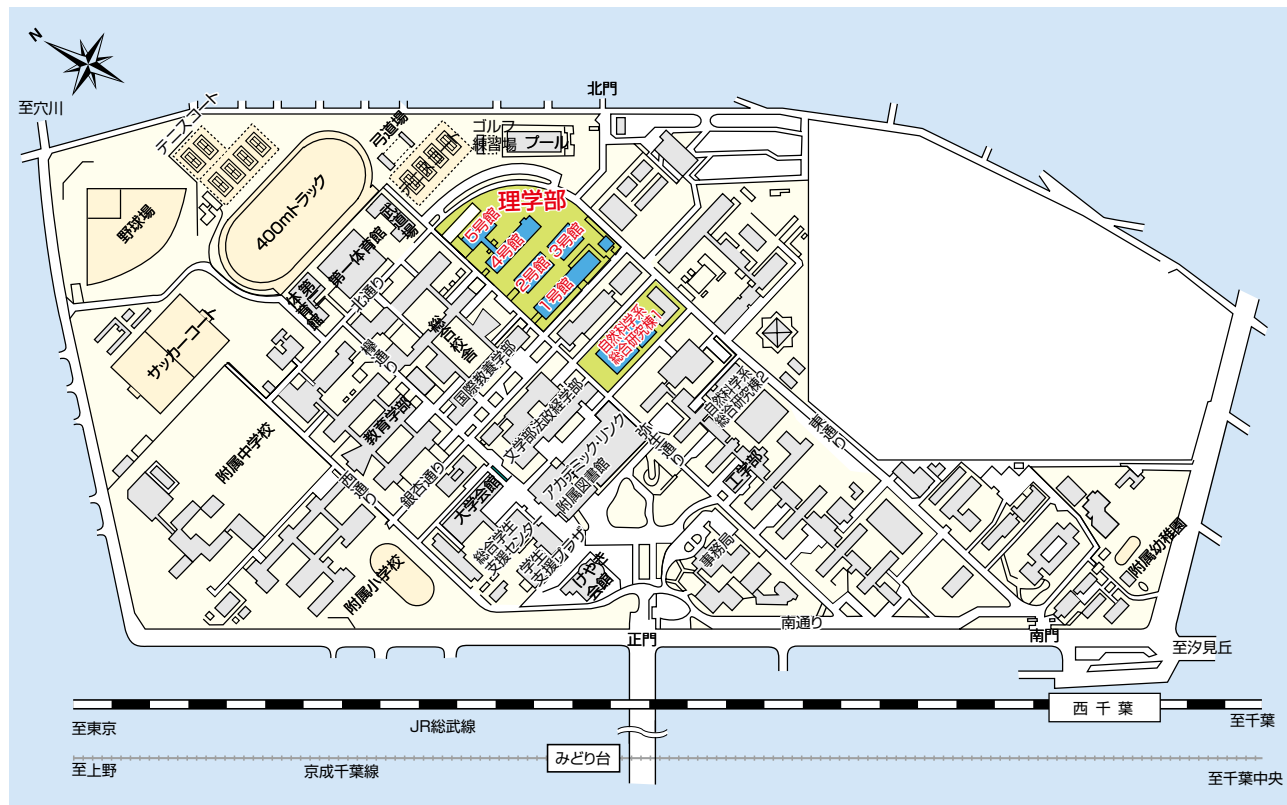 N
至穴川
テニスコート
弓道場
ゴルフ
練習場
プール
北門
野球場
400mトラック
武道場
理学部
5号館
4号館
3号館
2号館
1号館
第一体育館
第二
体育館
北通り
サッカーコート
欅通り
総合校舎
国際教養学部
自然科学系
総合研究棟・1
自然科学系
総合研究棟2
東通り
附属中学校
教育学部
西通り
銀杏通り
文学部法政経学部
アカデミックリンク
附属図書館
弥生通り
工学部
大学会館
総合学生
支援センター
学生
支援プラザ
けやき
会館
事務局
附属小学校
附属幼稚園
正門
南通り
南門
至汐見丘
至東京
JR総武線
西千葉
至千葉
至上野
京成千葉線
みどり台
至千葉中央